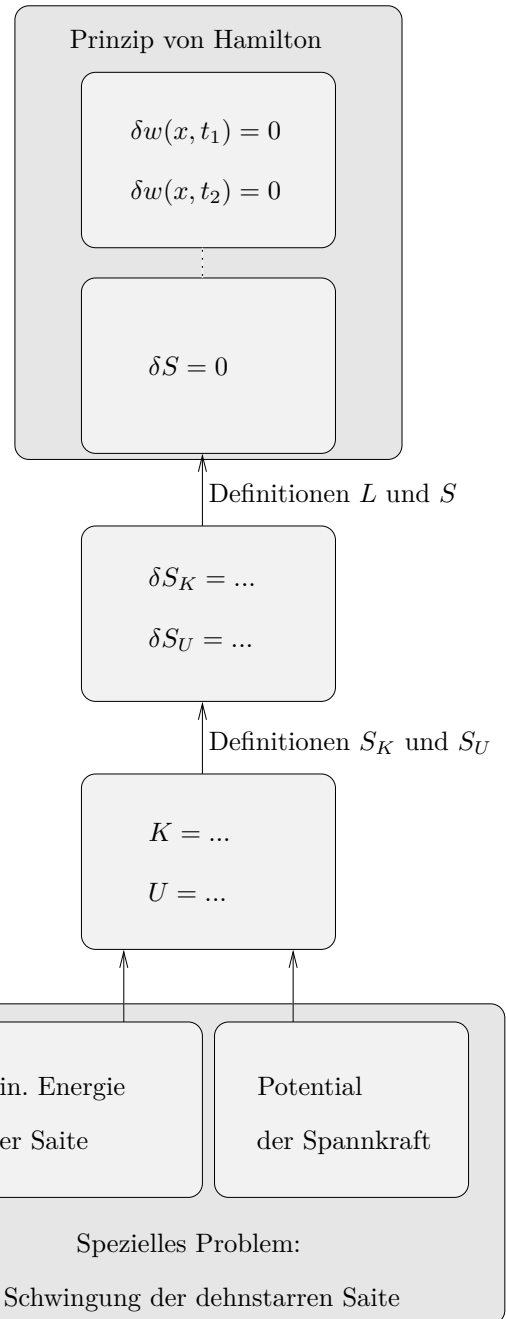 Prinzip von Hamilton
δw(x, t₁) = 0
δw(x, t₂) = 0
δS = 0
Definitionen L und S
δS_K = ...
δS_U = ...
Definitionen S_K und S_U
K = ...
U = ...
in. Energie
er Saite
Potential
der Spannkraft
Spezielles Problem:
Schwingung der dehnstarren Saite